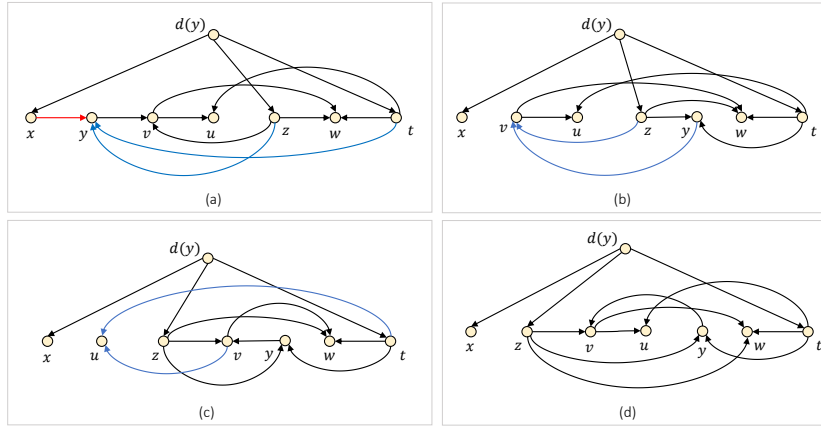 d(y)
x y v u z w t
(a)
d(y)
x v u z y w t
(b)
d(y)
x u z v y w t
(c)
d(y)
x z v u y w t
(d)